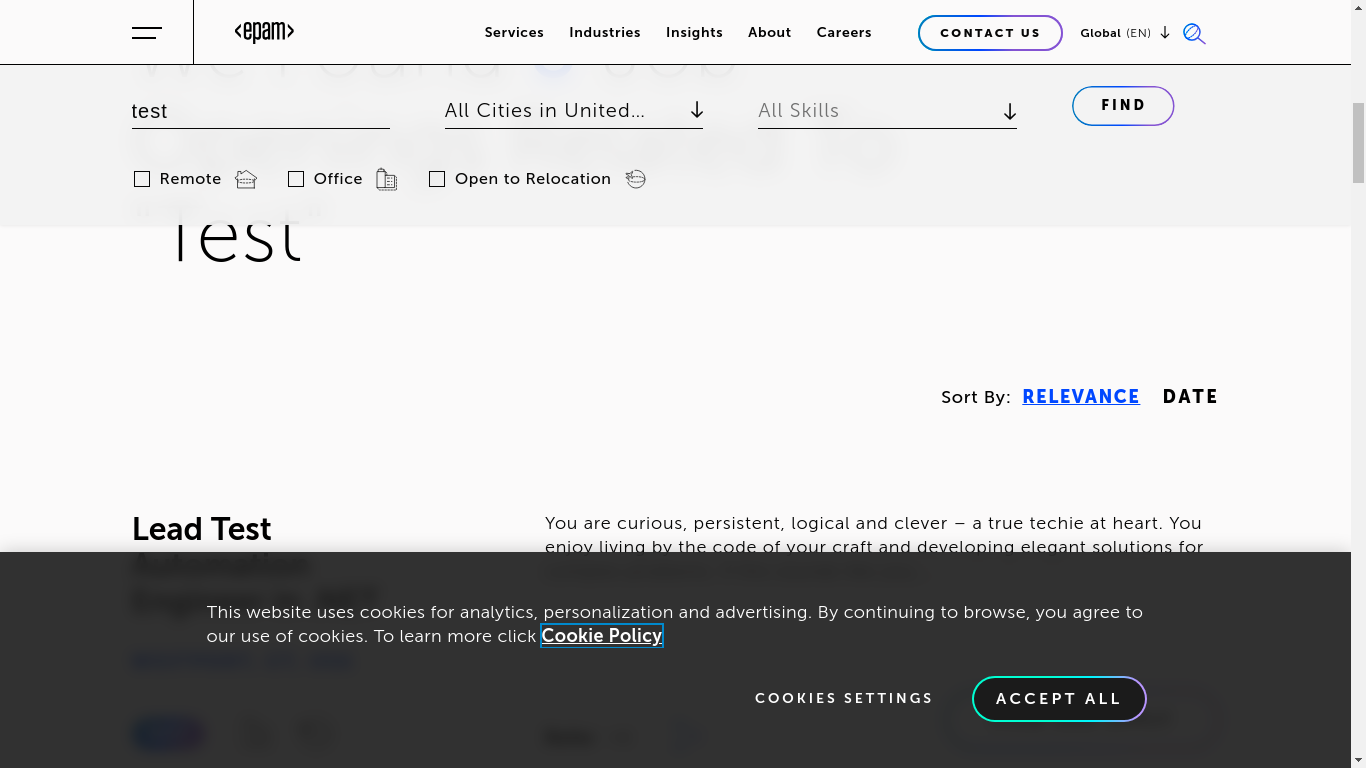 <epam>
Services Industries Insights About Careers CONTACT US Global (EN)
test All Cities in United... All Skills FIND
Remote Office Open to Relocation
Test
Sort By: RELEVANCE DATE
Lead Test
You are curious, persistent, logical and clever – a true techie at heart. You
enjoy living by the code of your craft and developing elegant solutions for
This website uses cookies for analytics, personalization and advertising. By continuing to browse, you agree to
our use of cookies. To learn more click Cookie Policy
COOKIES SETTINGS ACCEPT ALL